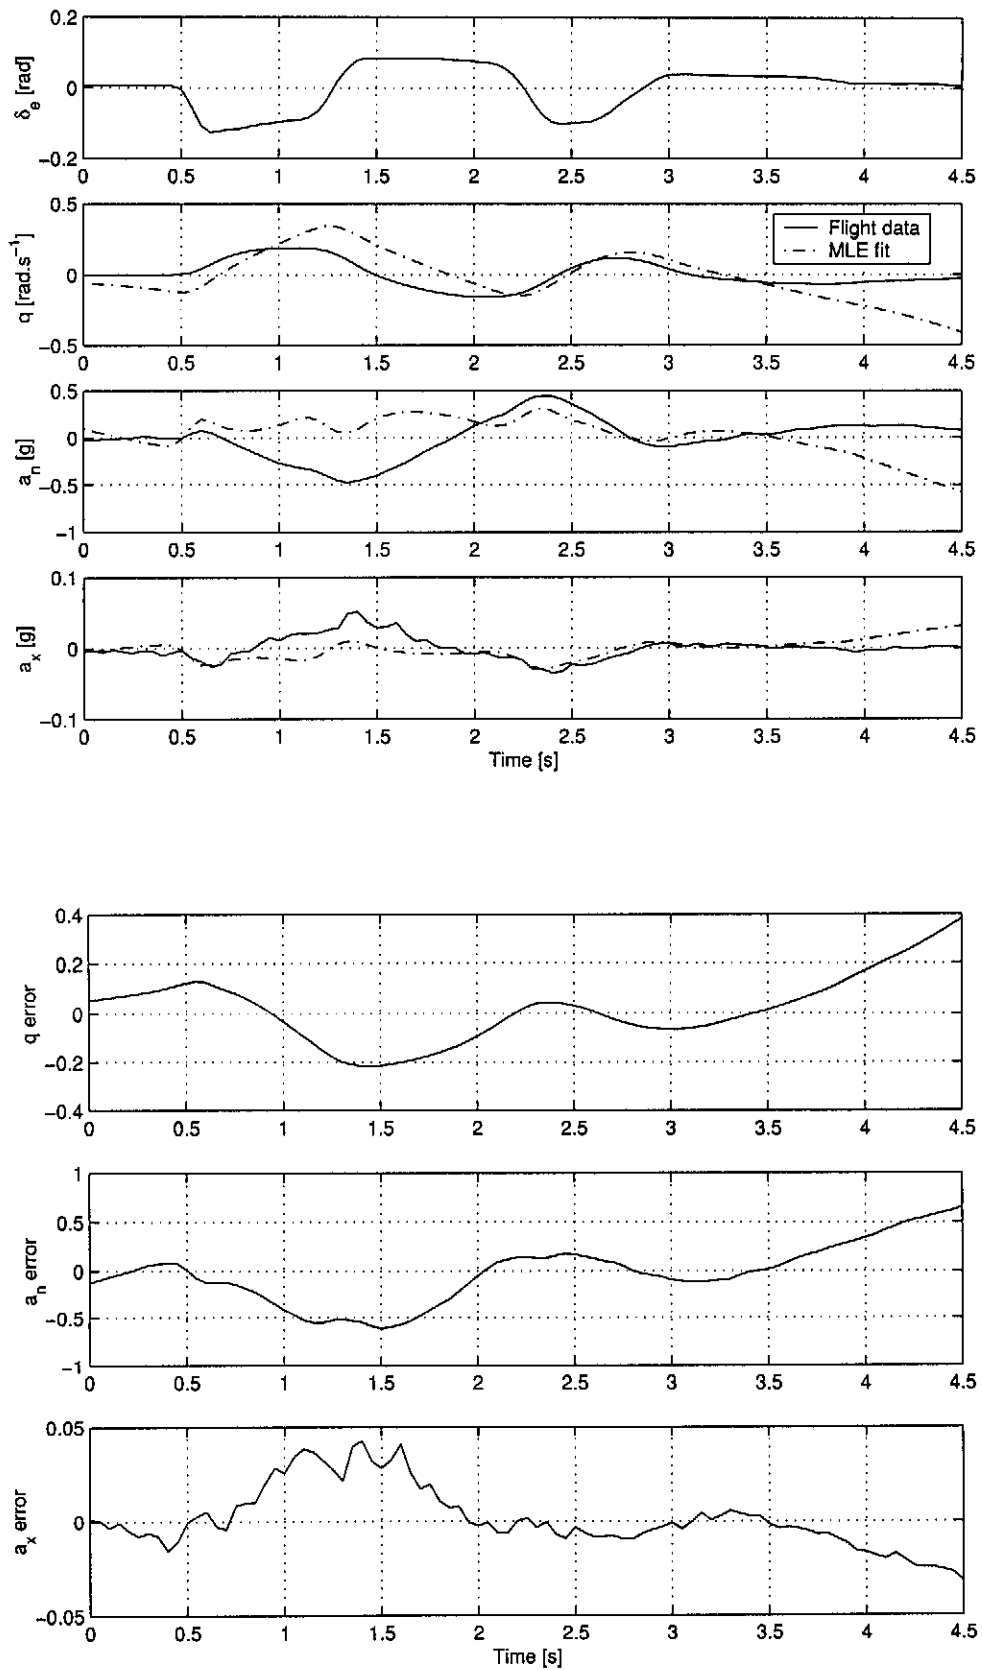 0.2
0
−0.2
δe [rad]
0 0.5 1 1.5 2 2.5 3 3.5 4 4.5
0.5
0
−0.5
q [rad.s−1]
Flight data
MLE fit
0 0.5 1 1.5 2 2.5 3 3.5 4 4.5
0.5
0
−0.5
−1
an [g]
0 0.5 1 1.5 2 2.5 3 3.5 4 4.5
0.1
0
−0.1
ax [g]
0 0.5 1 1.5 2 2.5 3 3.5 4 4.5
Time [s]
0.4
0.2
0
−0.2
−0.4
q error
0 0.5 1 1.5 2 2.5 3 3.5 4 4.5
1
0.5
0
−0.5
−1
an error
0 0.5 1 1.5 2 2.5 3 3.5 4 4.5
0.05
0
−0.05
ax error
0 0.5 1 1.5 2 2.5 3 3.5 4 4.5
Time [s]